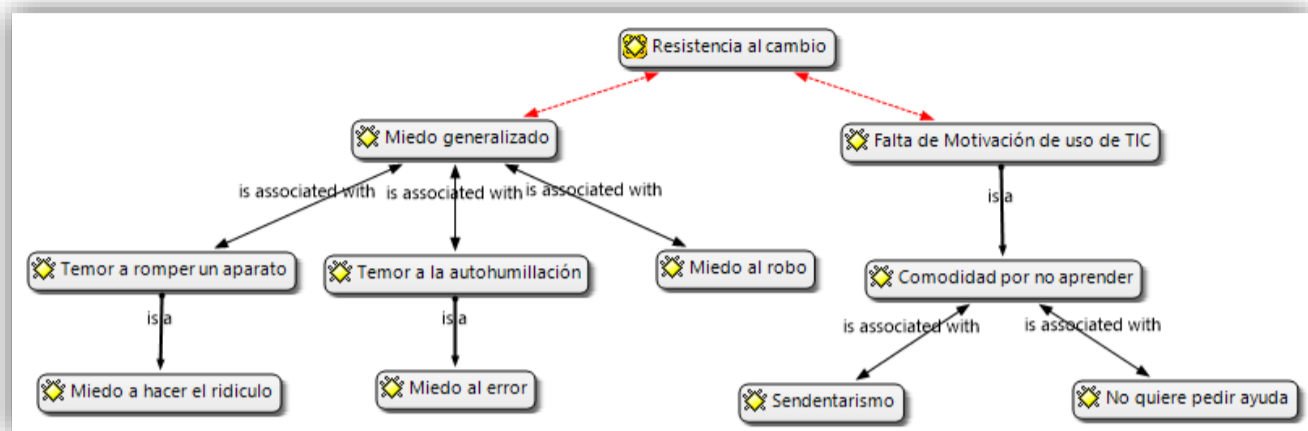 Resistencia al cambio
Miedo generalizado
Falta de Motivación de uso de TIC
is associated with
is associated with
is associated with
is a
Temor a romper un aparato
Temor a la autohumillación
Miedo al robo
Comodidad por no aprender
is a
is a
is associated with
is associated with
Miedo a hacer el ridiculo
Miedo al error
Sendentarismo
No quiere pedir ayuda